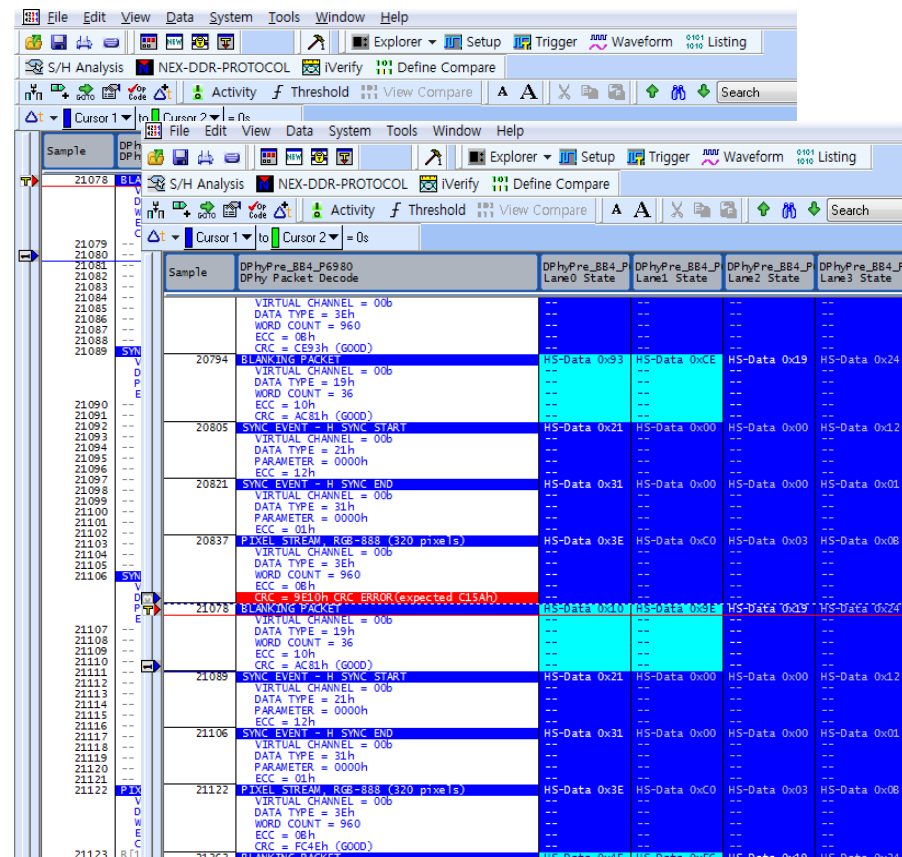 File Edit View Data System Tools Window Help
Explorer Setup Trigger Waveform Listing
S/H Analysis NEX-DDR-PROTOCOL iVerify Define Compare
Activity Threshold View Compare A A Search
Cursor 1 to Cursor 2 = 0s
Sample
21078 BLA
21079 --
21080 --
21081 --
21082 --
21083 --
21084 --
21085 --
21086 --
21087 --
21088 --
21089 SYN
21090 --
21091 --
21092 --
21093 --
21094 --
21095 --
21096 --
21097 --
21098 --
21099 --
21100 --
21101 --
21102 --
21103 --
21104 --
21105 --
21106 SYN
21107 --
21108 --
21109 --
21110 --
21111 --
21112 --
21113 --
21114 --
21115 --
21116 --
21117 --
21118 --
21119 --
21120 --
21121 --
21122 PIX
21123
File Edit View Data System Tools Window Help
Explorer Setup Trigger Waveform Listing
S/H Analysis NEX-DDR-PROTOCOL iVerify Define Compare
Activity Threshold View Compare A A Search
Cursor 1 to Cursor 2 = 0s
Sample DPhyPre_BB4_P6980 DPhyPre_BB4_P DPhyPre_BB4_P DPhyPre_BB4_P DPhyPre_BB4_P
DPhy Packet Decode Lane0 State Lane1 State Lane2 State Lane3 State
VIRTUAL CHANNEL = 00b -- -- -- --
DATA TYPE = 3Eh -- -- -- --
WORD COUNT = 960 -- -- -- --
ECC = 0Bh -- -- -- --
CRC = CE93h (GOOD) -- -- -- --
20794 BLANKING PACKET HS-Data 0x93 HS-Data 0xCE HS-Data 0x19 HS-Data 0x24
VIRTUAL CHANNEL = 00b -- -- -- --
DATA TYPE = 19h -- -- -- --
WORD COUNT = 36 -- -- -- --
ECC = 10h -- -- -- --
CRC = AC81h (GOOD) -- -- -- --
20805 SYNC EVENT - H SYNC START HS-Data 0x21 HS-Data 0x00 HS-Data 0x00 HS-Data 0x12
VIRTUAL CHANNEL = 00b -- -- -- --
DATA TYPE = 21h -- -- -- --
PARAMETER = 0000h -- -- -- --
ECC = 12h -- -- -- --
20821 SYNC EVENT - H SYNC END HS-Data 0x31 HS-Data 0x00 HS-Data 0x00 HS-Data 0x01
VIRTUAL CHANNEL = 00b -- -- -- --
DATA TYPE = 31h -- -- -- --
PARAMETER = 0000h -- -- -- --
ECC = 01h -- -- -- --
20837 PIXEL STREAM, RGB-888 (320 pixels) HS-Data 0x3E HS-Data 0xC0 HS-Data 0x03 HS-Data 0x0B
VIRTUAL CHANNEL = 00b -- -- -- --
DATA TYPE = 3Eh -- -- -- --
WORD COUNT = 960 -- -- -- --
ECC = 0Bh -- -- -- --
CRC = 9E10h CRC ERROR(expected C15Ah) -- -- -- --
21078 BLANKING PACKET HS-Data 0x10 HS-Data 0x9E HS-Data 0x19 HS-Data 0x24
VIRTUAL CHANNEL = 00b -- -- -- --
DATA TYPE = 19h -- -- -- --
WORD COUNT = 36 -- -- -- --
ECC = 10h -- -- -- --
CRC = AC81h (GOOD) -- -- -- --
21089 SYNC EVENT - H SYNC START HS-Data 0x21 HS-Data 0x00 HS-Data 0x00 HS-Data 0x12
VIRTUAL CHANNEL = 00b -- -- -- --
DATA TYPE = 21h -- -- -- --
PARAMETER = 0000h -- -- -- --
ECC = 12h -- -- -- --
21106 SYNC EVENT - H SYNC END HS-Data 0x31 HS-Data 0x00 HS-Data 0x00 HS-Data 0x01
VIRTUAL CHANNEL = 00b -- -- -- --
DATA TYPE = 31h -- -- -- --
PARAMETER = 0000h -- -- -- --
ECC = 01h -- -- -- --
21122 PIXEL STREAM, RGB-888 (320 pixels) HS-Data 0x3E HS-Data 0xC0 HS-Data 0x03 HS-Data 0x0B
VIRTUAL CHANNEL = 00b -- -- -- --
DATA TYPE = 3Eh -- -- -- --
WORD COUNT = 960 -- -- -- --
ECC = 0Bh -- -- -- --
CRC = FC4Eh (GOOD) -- -- -- --
BLANKING PACKET